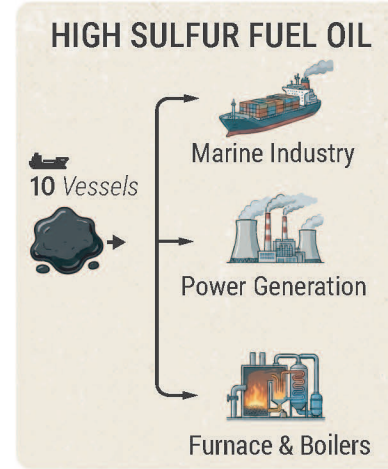 HIGH SULFUR FUEL OIL
Marine Industry
10 Vessels
Power Generation
Furnace & Boilers